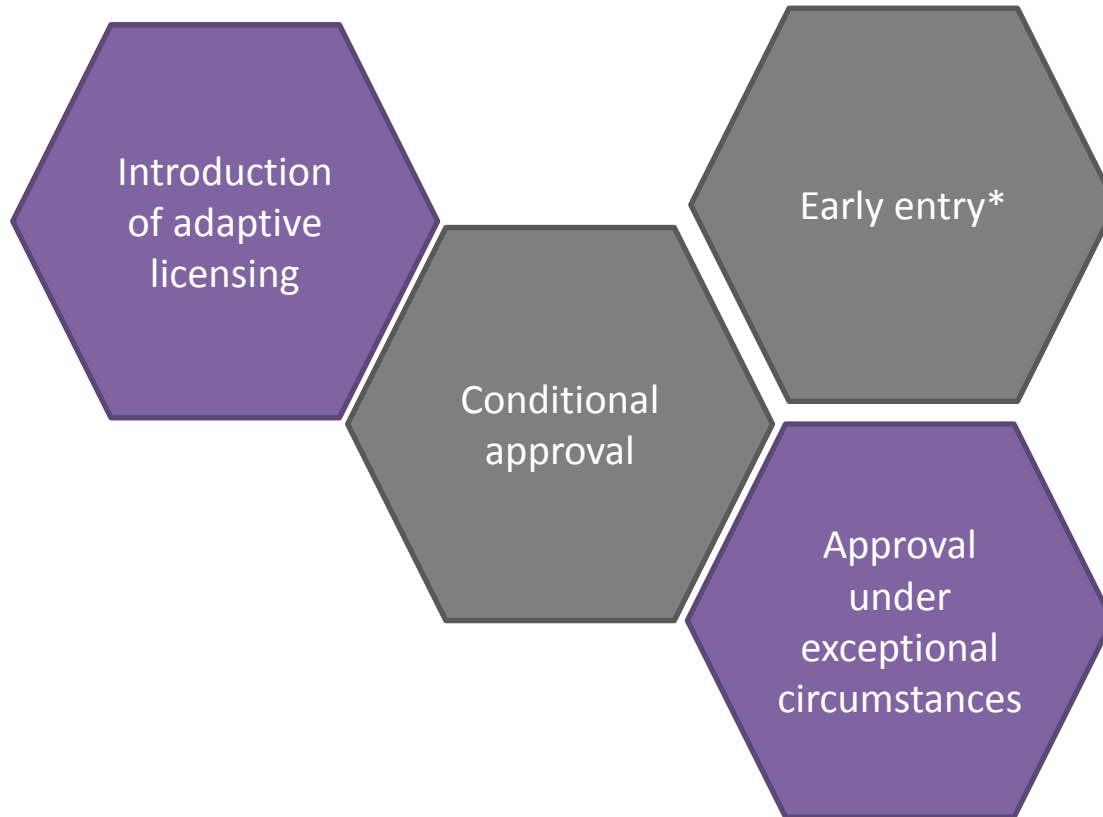 Introduction
of adaptive
licensing
Early entry*
Conditional
approval
Approval
under
exceptional
circumstances